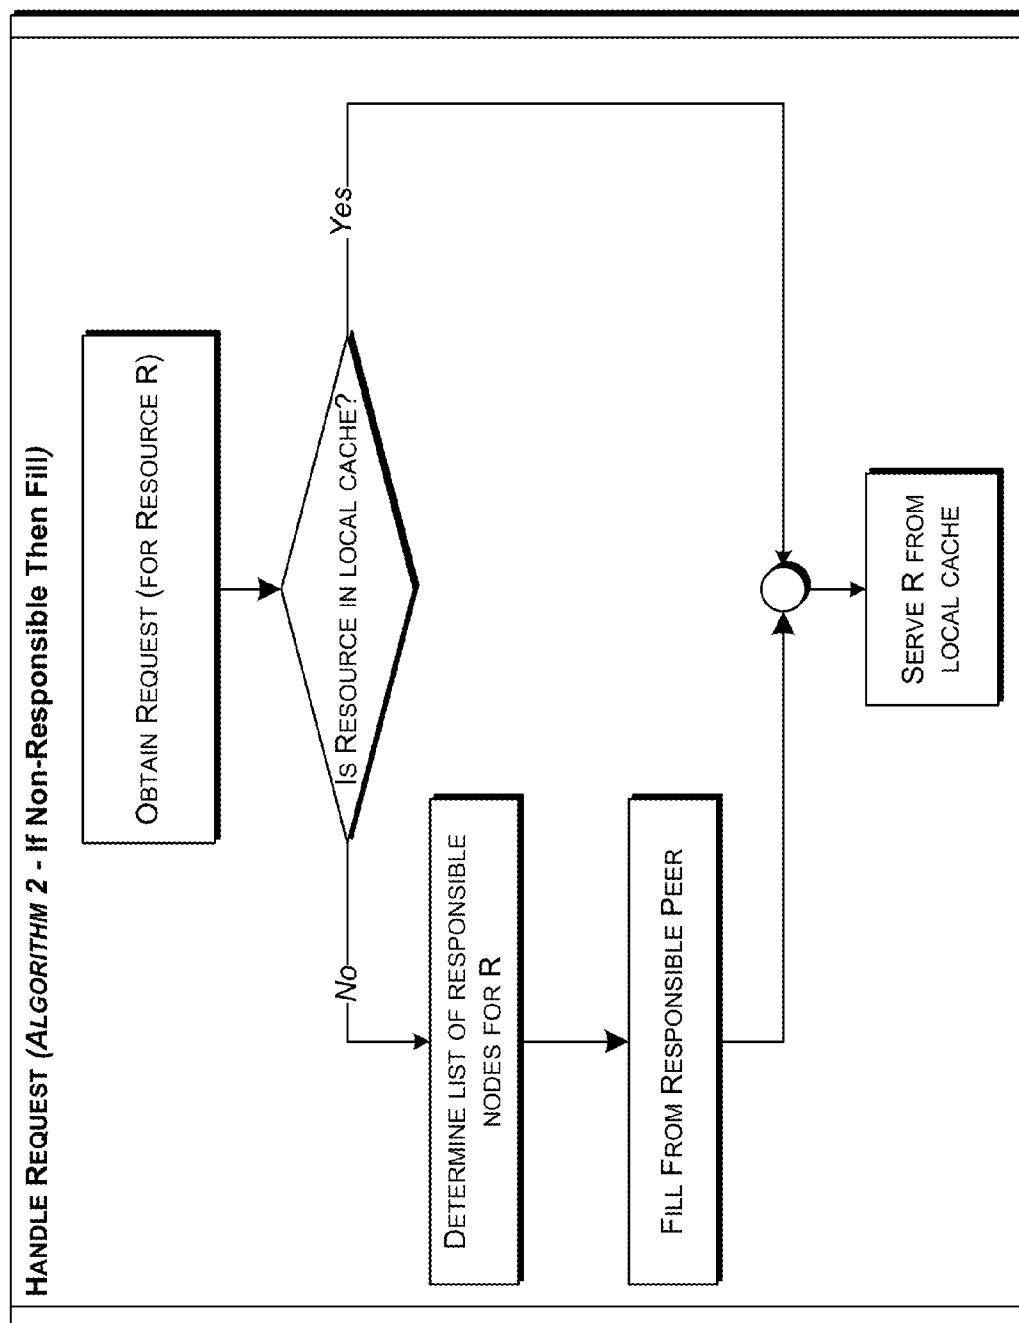 HANDLE REQUEST (ALGORITHM 2 - If Non-Responsible Then Fill)
OBTAIN REQUEST (FOR RESOURCE R)
IS RESOURCE IN LOCAL CACHE?
No
Yes
DETERMINE LIST OF RESPONSIBLE
NODES FOR R
FILL FROM RESPONSIBLE PEER
SERVE R FROM
LOCAL CACHE